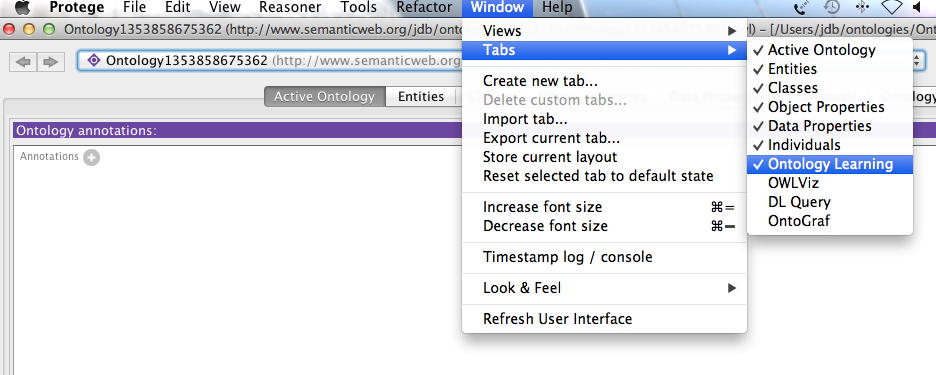 Protege File Edit View Reasoner Tools Refactor Window Help
Ontology1353858675362 (http://www.semanticweb.org/jdb/onto l) – [/Users/jdb/ontologies/Ont
Ontology1353858675362 (http://www.semanticweb.org
Active Ontology Entities
Ontology annotations:
Annotations
Views
Tabs
Create new tab...
Delete custom tabs...
Import tab...
Export current tab...
Store current layout
Reset selected tab to default state
Increase font size ⌘=
Decrease font size ⌘–
Timestamp log / console
Look & Feel
Refresh User Interface
✓ Active Ontology
✓ Entities
✓ Classes
✓ Object Properties
✓ Data Properties
✓ Individuals
✓ Ontology Learning
OWLViz
DL Query
OntoGraf